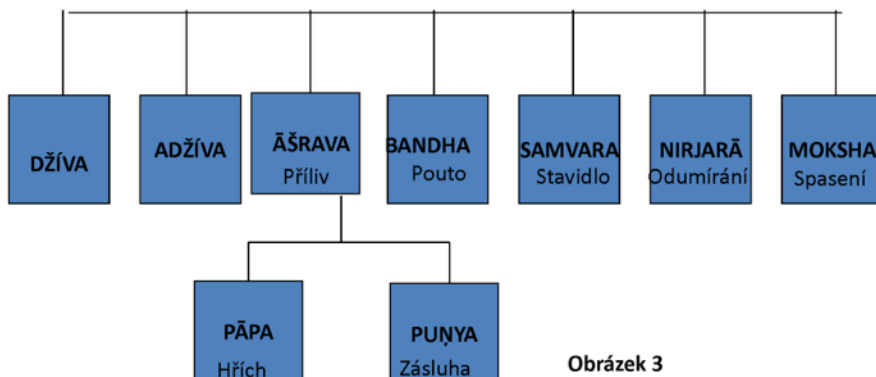 DŽÍVA
ADŽÍVA
ĀŠRAVA
Příliv
BANDHA
Pouto
SAMVARA
Stavidlo
NIRJARĀ
Odumírání
MOKSHA
Spasení
PĀPA
Hřích
PUṆYA
Zásluha
Obrázek 3